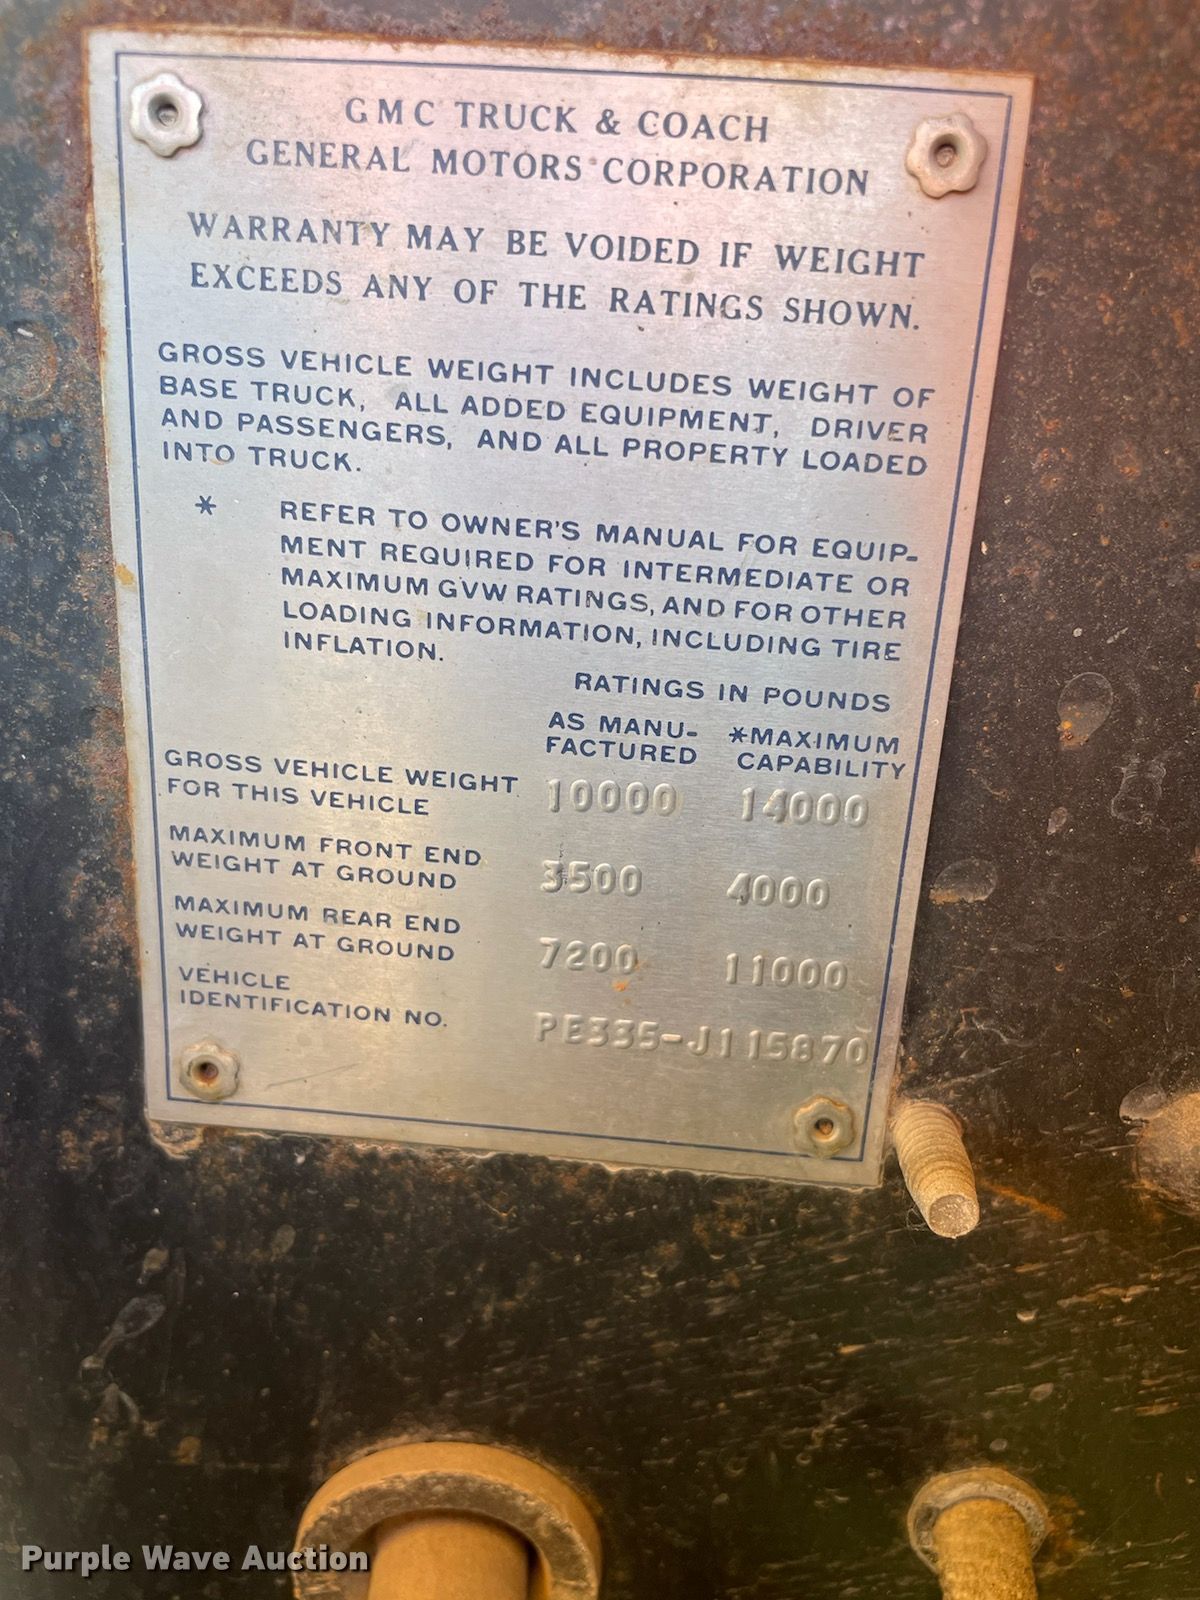 GMC TRUCK & COACH
GENERAL MOTORS CORPORATION
WARRANTY MAY BE VOIDED IF WEIGHT
EXCEEDS ANY OF THE RATINGS SHOWN.
GROSS VEHICLE WEIGHT INCLUDES WEIGHT OF
BASE TRUCK, ALL ADDED EQUIPMENT, DRIVER
AND PASSENGERS, AND ALL PROPERTY LOADED
INTO TRUCK.
* REFER TO OWNER'S MANUAL FOR EQUIP-
MENT REQUIRED FOR INTERMEDIATE OR
MAXIMUM GVW RATINGS, AND FOR OTHER
LOADING INFORMATION, INCLUDING TIRE
INFLATION.
RATINGS IN POUNDS
AS MANU- *MAXIMUM
FACTURED CAPABILITY
GROSS VEHICLE WEIGHT
FOR THIS VEHICLE 10000 14000
MAXIMUM FRONT END
WEIGHT AT GROUND 3500 4000
MAXIMUM REAR END
WEIGHT AT GROUND 7200 11000
VEHICLE
IDENTIFICATION NO. PE335-J115870
Purple Wave Auction